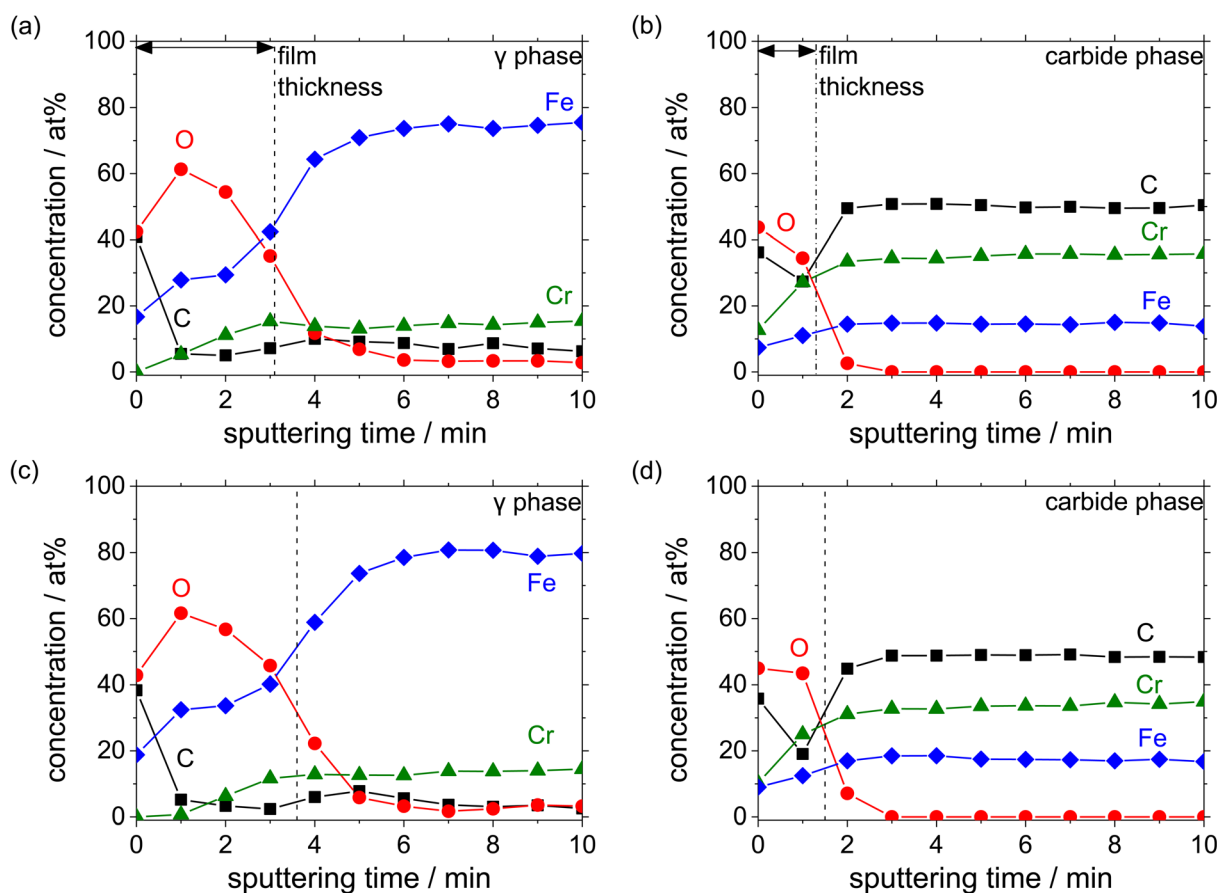 (a)
γ phase
film
thickness
100
80
60
40
20
0
concentration / at%
O
C
Fe
Cr
0 2 4 6 8 10
sputtering time / min
(b)
carbide phase
film
thickness
100
80
60
40
20
0
concentration / at%
O
C
Cr
Fe
0 2 4 6 8 10
sputtering time / min
(c)
γ phase
100
80
60
40
20
0
concentration / at%
O
C
Fe
Cr
0 2 4 6 8 10
sputtering time / min
(d)
carbide phase
100
80
60
40
20
0
concentration / at%
O
C
Cr
Fe
0 2 4 6 8 10
sputtering time / min